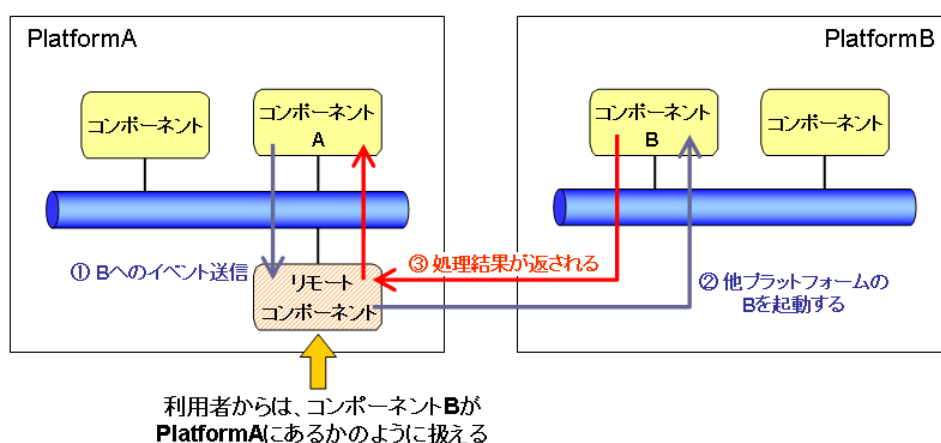 PlatformA
PlatformB
コンポーネント
コンポーネント
A
コンポーネント
B
コンポーネント
① Bへのイベント送信
③ 処理結果が返される
② 他プラットフォームの
Bを起動する
リモート
コンポーネント
利用者からは、コンポーネントBが
PlatformAにあるかのように扱える